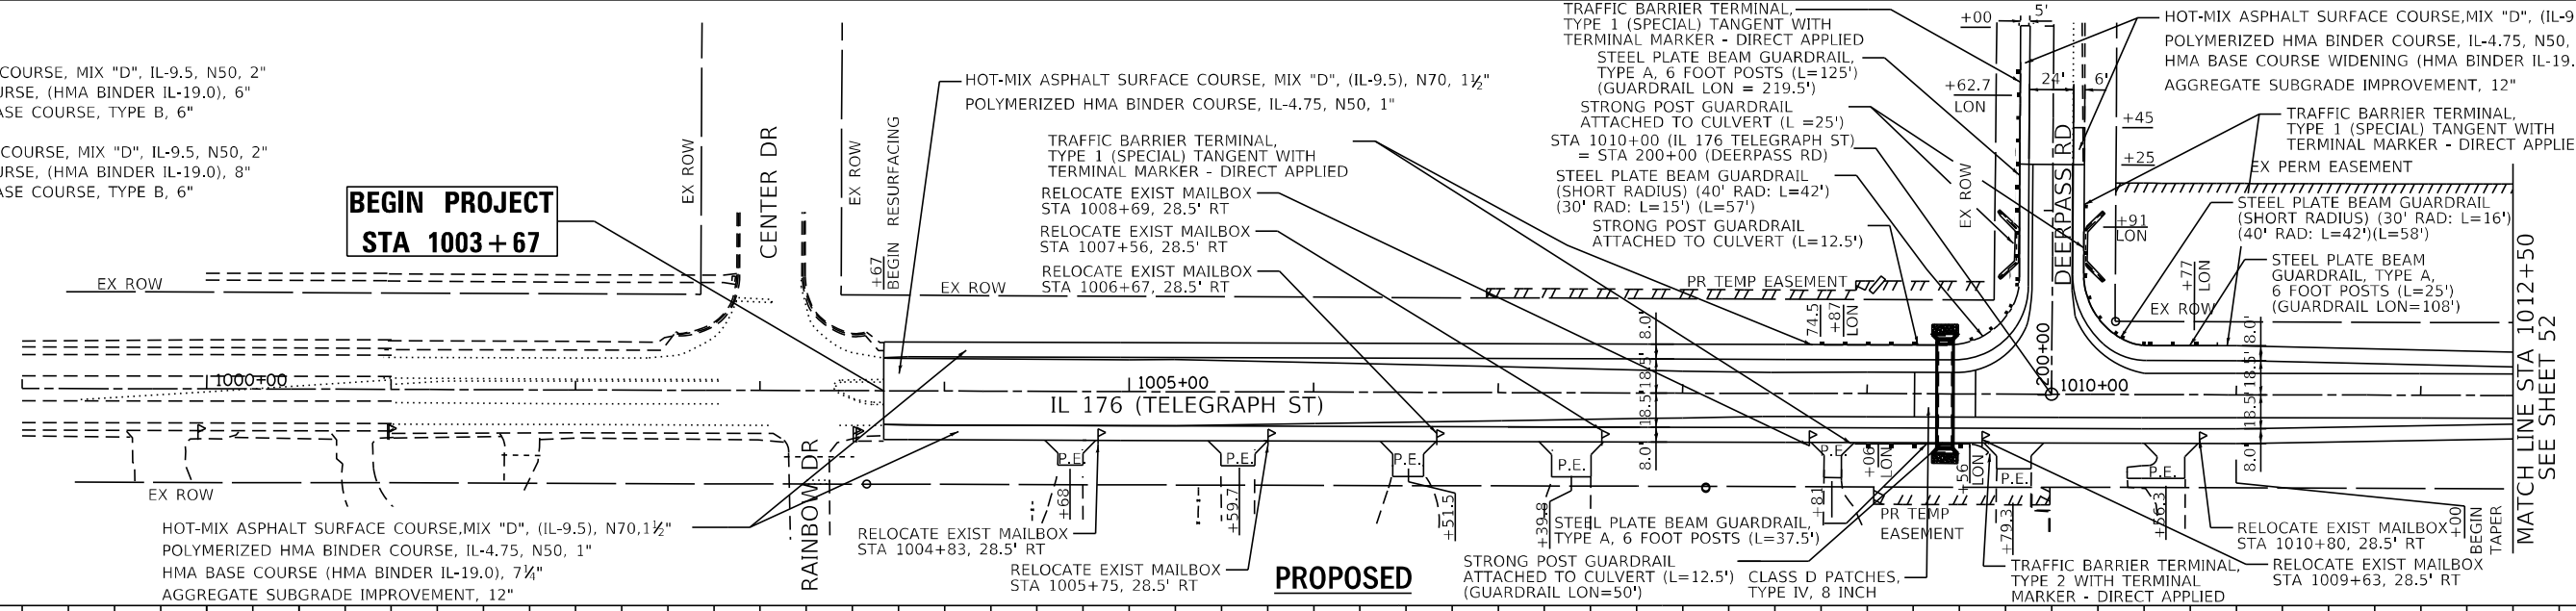 COURSE, MIX "D", IL-9.5, N50, 2"
URSE, (HMA BINDER IL-19.0), 6"
ASE COURSE, TYPE B, 6"
COURSE, MIX "D", IL-9.5, N50, 2"
URSE, (HMA BINDER IL-19.0), 8"
ASE COURSE, TYPE B, 6"
BEGIN PROJECT
STA 1003+67
EX ROW
EX ROW
EX ROW
CENTER DR
EX ROW
+67
BEGIN RESURFACING
EX ROW
HOT-MIX ASPHALT SURFACE COURSE, MIX "D", (IL-9.5), N70, 1½"
POLYMERIZED HMA BINDER COURSE, IL-4.75, N50, 1"
TRAFFIC BARRIER TERMINAL,
TYPE 1 (SPECIAL) TANGENT WITH
TERMINAL MARKER - DIRECT APPLIED
RELOCATE EXIST MAILBOX
STA 1008+69, 28.5' RT
RELOCATE EXIST MAILBOX
STA 1007+56, 28.5' RT
RELOCATE EXIST MAILBOX
STA 1006+67, 28.5' RT
TRAFFIC BARRIER TERMINAL,
TYPE 1 (SPECIAL) TANGENT WITH
TERMINAL MARKER - DIRECT APPLIED
STEEL PLATE BEAM GUARDRAIL,
TYPE A, 6 FOOT POSTS (L=125')
(GUARDRAIL LON = 219.5')
STRONG POST GUARDRAIL
ATTACHED TO CULVERT (L =25')
STA 1010+00 (IL 176 TELEGRAPH ST)
= STA 200+00 (DEERPASS RD)
STEEL PLATE BEAM GUARDRAIL
(SHORT RADIUS) (40' RAD: L=42')
(30' RAD: L=15') (L=57')
STRONG POST GUARDRAIL
ATTACHED TO CULVERT (L=12.5')
PR TEMP EASEMENT
+00
5'
+62.7
LON
24'
6'
EX ROW
DEERPASS RD
HOT-MIX ASPHALT SURFACE COURSE,MIX "D", (IL-9
POLYMERIZED HMA BINDER COURSE, IL-4.75, N50,
HMA BASE COURSE WIDENING (HMA BINDER IL-19.
AGGREGATE SUBGRADE IMPROVEMENT, 12"
+45
TRAFFIC BARRIER TERMINAL,
TYPE 1 (SPECIAL) TANGENT WITH
TERMINAL MARKER - DIRECT APPLIE
+25
EX PERM EASEMENT
+91
LON
STEEL PLATE BEAM GUARDRAIL
(SHORT RADIUS) (30' RAD: L=16')
(40' RAD: L=42')(L=58')
STEEL PLATE BEAM
GUARDRAIL, TYPE A,
6 FOOT POSTS (L=25')
(GUARDRAIL LON=108')
+77
LON
EX ROW
MATCH LINE STA 1012+50
SEE SHEET 52
74.5
+87
LON
8.0'
18.5'
18.5'
8.0'
8.0'
18.5'
18.5'
8.0'
1000+00
1005+00
200+00
1010+00
IL 176 (TELEGRAPH ST)
RAINBOW DR
P.E.
P.E.
P.E.
P.E.
P.E.
P.E.
P.E.
+68
+59.7
+51.5
+39.8
+81
+06
LON
+56
LON
+79.3
+56.3
+00
BEGIN
TAPER
HOT-MIX ASPHALT SURFACE COURSE,MIX "D", (IL-9.5), N70,1½"
POLYMERIZED HMA BINDER COURSE, IL-4.75, N50, 1"
HMA BASE COURSE (HMA BINDER IL-19.0), 7¼"
AGGREGATE SUBGRADE IMPROVEMENT, 12"
RELOCATE EXIST MAILBOX
STA 1004+83, 28.5' RT
RELOCATE EXIST MAILBOX
STA 1005+75, 28.5' RT
PROPOSED
STEEL PLATE BEAM GUARDRAIL,
TYPE A, 6 FOOT POSTS (L=37.5')
STRONG POST GUARDRAIL
ATTACHED TO CULVERT (L=12.5')
(GUARDRAIL LON=50')
CLASS D PATCHES,
TYPE IV, 8 INCH
PR TEMP
EASEMENT
TRAFFIC BARRIER TERMINAL,
TYPE 2 WITH TERMINAL
MARKER - DIRECT APPLIED
RELOCATE EXIST MAILBOX
STA 1010+80, 28.5' RT
RELOCATE EXIST MAILBOX
STA 1009+63, 28.5' RT